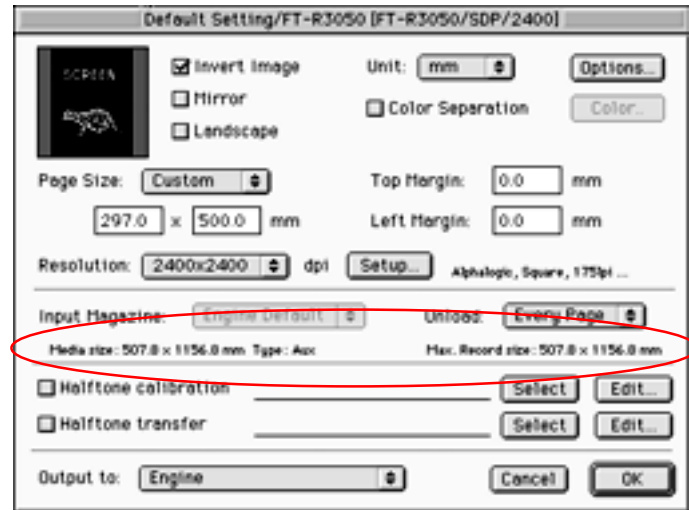 Default Setting/FT-R3050 [FT-R3050/SDP/2400]
SCREEN
Invert Image
Unit: mm
Options...
Mirror
Color Separation
Color...
Landscape
Page Size: Custom
Top Margin: 0.0 mm
297.0 x 500.0 mm
Left Margin: 0.0 mm
Resolution: 2400x2400 dpi
Setup...
Alphalogic, Square, 175lpi ...
Input Magazine: Engine Default
Unload: Every Page
Media size: 507.0 x 1156.0 mm Type: Aux
Max. Record size: 507.0 x 1156.0 mm
Halftone calibration
Select
Edit...
Halftone transfer
Select
Edit...
Output to: Engine
Cancel
OK